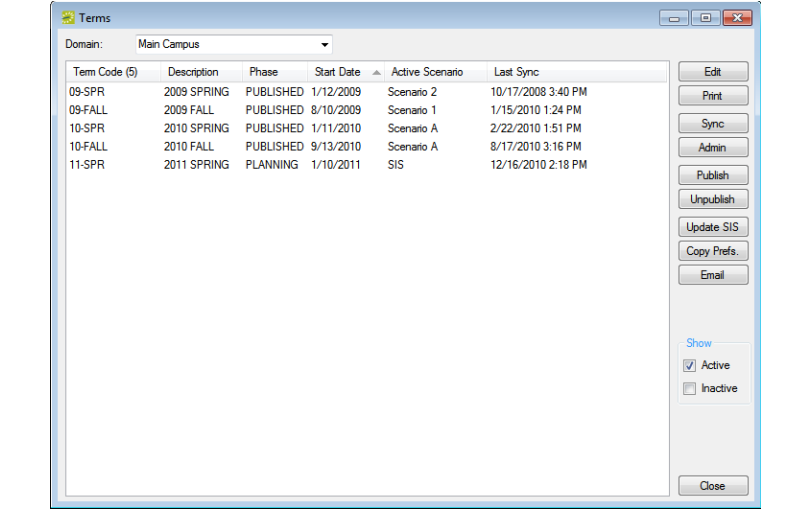 Terms
Domain: Main Campus
Term Code (5) Description Phase Start Date Active Scenario Last Sync
09-SPR 2009 SPRING PUBLISHED 1/12/2009 Scenario 2 10/17/2008 3:40 PM
09-FALL 2009 FALL PUBLISHED 8/10/2009 Scenario 1 1/15/2010 1:24 PM
10-SPR 2010 SPRING PUBLISHED 1/11/2010 Scenario A 2/22/2010 1:51 PM
10-FALL 2010 FALL PUBLISHED 9/13/2010 Scenario A 8/17/2010 3:16 PM
11-SPR 2011 SPRING PLANNING 1/10/2011 SIS 12/16/2010 2:18 PM
Edit
Print
Sync
Admin
Publish
Unpublish
Update SIS
Copy Prefs.
Email
Show
Active
Inactive
Close